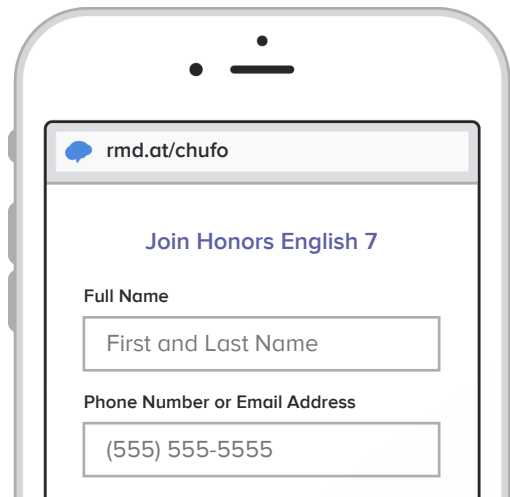 rmd.at/chufo
Join Honors English 7
Full Name
First and Last Name
Phone Number or Email Address
(555) 555-5555